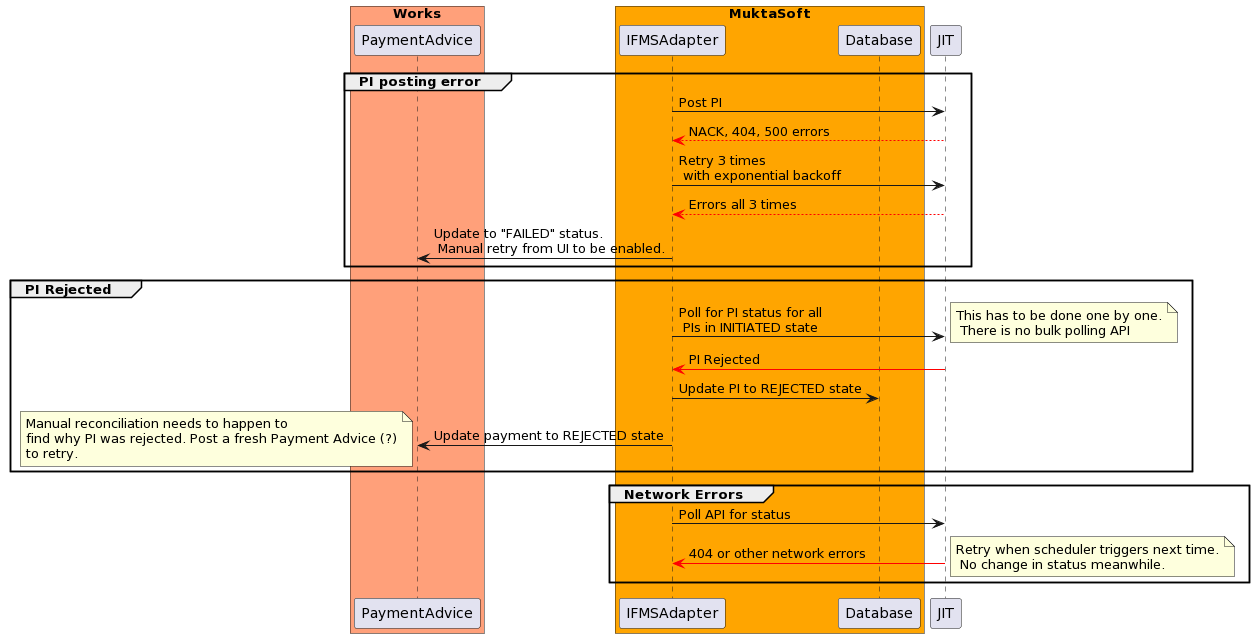 Works
MuktaSoft
PaymentAdvice
IFMSAdapter
Database
JIT
PI posting error
Post PI
NACK, 404, 500 errors
Retry 3 times
with exponential backoff
Errors all 3 times
Update to "FAILED" status.
Manual retry from UI to be enabled.
PI Rejected
Poll for PI status for all
PIs in INITIATED state
This has to be done one by one.
There is no bulk polling API
PI Rejected
Update PI to REJECTED state
Manual reconciliation needs to happen to
find why PI was rejected. Post a fresh Payment Advice (?)
to retry.
Update payment to REJECTED state
Network Errors
Poll API for status
404 or other network errors
Retry when scheduler triggers next time.
No change in status meanwhile.
PaymentAdvice
IFMSAdapter
Database
JIT